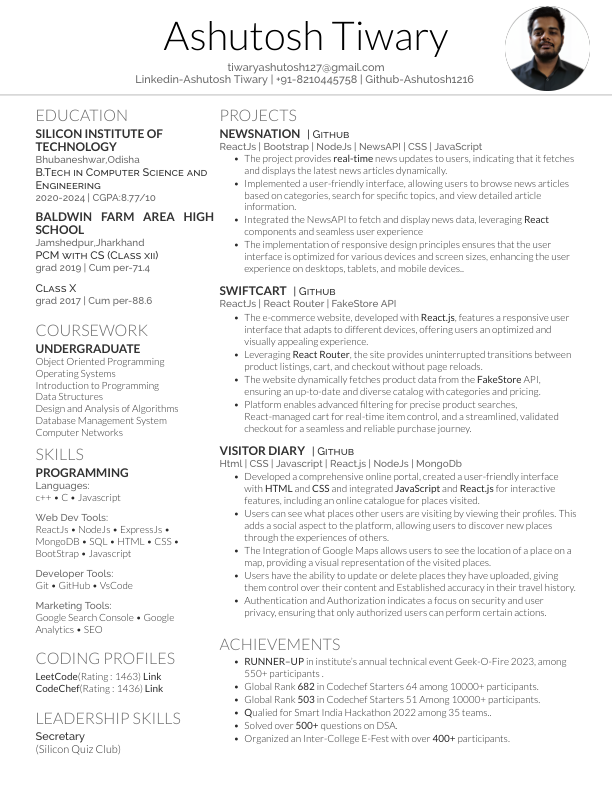 Ashutosh Tiwary
tiwaryashutosh127@gmail.com
Linkedin-Ashutosh Tiwary | +91-8210445758 | Github-Ashutosh1216
EDUCATION
SILICON INSTITUTE OF
TECHNOLOGY
Bhubaneshwar,Odisha
B.Tech in Computer Science and
Engineering
2020-2024 | CGPA:8.77/10
BALDWIN FARM AREA HIGH
SCHOOL
Jamshedpur,Jharkhand
PCM with CS (Class xii)
grad 2019 | Cum per-71.4
Class X
grad 2017 | Cum per-88.6
COURSEWORK
UNDERGRADUATE
Object Oriented Programming
Operating Systems
Introduction to Programming
Data Structures
Design and Analysis of Algorithms
Database Management System
Computer Networks
SKILLS
PROGRAMMING
Languages:
c++ • C • Javascript
Web Dev Tools:
ReactJs • NodeJs • ExpressJs •
MongoDB • SQL • HTML • CSS •
BootStrap • Javascript
Developer Tools:
Git • GitHub • VsCode
Marketing Tools:
Google Search Console • Google
Analytics • SEO
CODING PROFILES
LeetCode(Rating : 1463) Link
CodeChef(Rating : 1436) Link
LEADERSHIP SKILLS
Secretary
(Silicon Quiz Club)
PROJECTS
NEWSNATION | Github
ReactJs | Bootstrap | NodeJs | NewsAPI | CSS | JavaScript
• The project provides real-time news updates to users, indicating that it fetches
and displays the latest news articles dynamically.
• Implemented a user-friendly interface, allowing users to browse news articles
based on categories, search for specific topics, and view detailed article
information.
• Integrated the NewsAPI to fetch and display news data, leveraging React
components and seamless user experience
• The implementation of responsive design principles ensures that the user
interface is optimized for various devices and screen sizes, enhancing the user
experience on desktops, tablets, and mobile devices..
SWIFTCART | Github
ReactJs | React Router | FakeStore API
• The e-commerce website, developed with React.js, features a responsive user
interface that adapts to different devices, offering users an optimized and
visually appealing experience.
• Leveraging React Router, the site provides uninterrupted transitions between
product listings, cart, and checkout without page reloads.
• The website dynamically fetches product data from the FakeStore API,
ensuring an up-to-date and diverse catalog with categories and pricing.
• Platform enables advanced filtering for precise product searches,
React-managed cart for real-time item control, and a streamlined, validated
checkout for a seamless and reliable purchase journey.
VISITOR DIARY | Github
Html | CSS | Javascript | React.js | NodeJs | MongoDb
• Developed a comprehensive online portal, created a user-friendly interface
with HTML and CSS and integrated JavaScript and React.js for interactive
features, including an online catalogue for places visited.
• Users can see what places other users are visiting by viewing their profiles. This
adds a social aspect to the platform, allowing users to discover new places
through the experiences of others.
• The Integration of Google Maps allows users to see the location of a place on a
map, providing a visual representation of the visited places.
• Users have the ability to update or delete places they have uploaded, giving
them control over their content and Established accuracy in their travel history.
• Authentication and Authorization indicates a focus on security and user
privacy, ensuring that only authorized users can perform certain actions.
ACHIEVEMENTS
• RUNNER–UP in institute's annual technical event Geek-O-Fire 2023, among
550+ participants .
• Global Rank 682 in Codechef Starters 64 among 10000+ participants.
• Global Rank 503 in codechef Starters 51 Among 10000+ participants.
• Qualied for Smart India Hackathon 2022 among 35 teams..
• Solved over 500+ questions on DSA.
• Organized an Inter-College E-Fest with over 400+ participants.